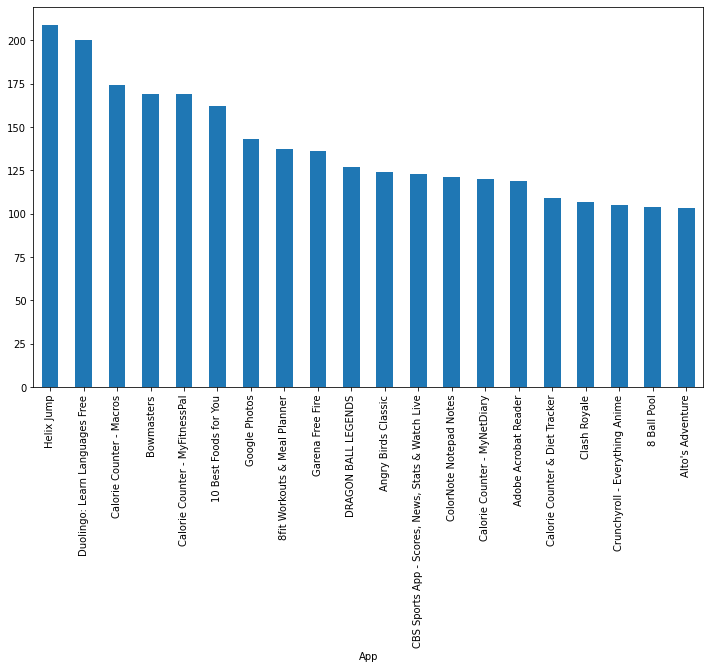 200
175
150
125
100
75
50
25
0
Helix Jump
Duolingo: Learn Languages Free
Calorie Counter - Macros
Bowmasters
Calorie Counter - MyFitnessPal
10 Best Foods for You
Google Photos
8fit Workouts & Meal Planner
Garena Free Fire
DRAGON BALL LEGENDS
Angry Birds Classic
CBS Sports App - Scores, News, Stats & Watch Live
ColorNote Notepad Notes
Calorie Counter - MyNetDiary
Adobe Acrobat Reader
Calorie Counter & Diet Tracker
Clash Royale
Crunchyroll - Everything Anime
8 Ball Pool
Alto's Adventure
App